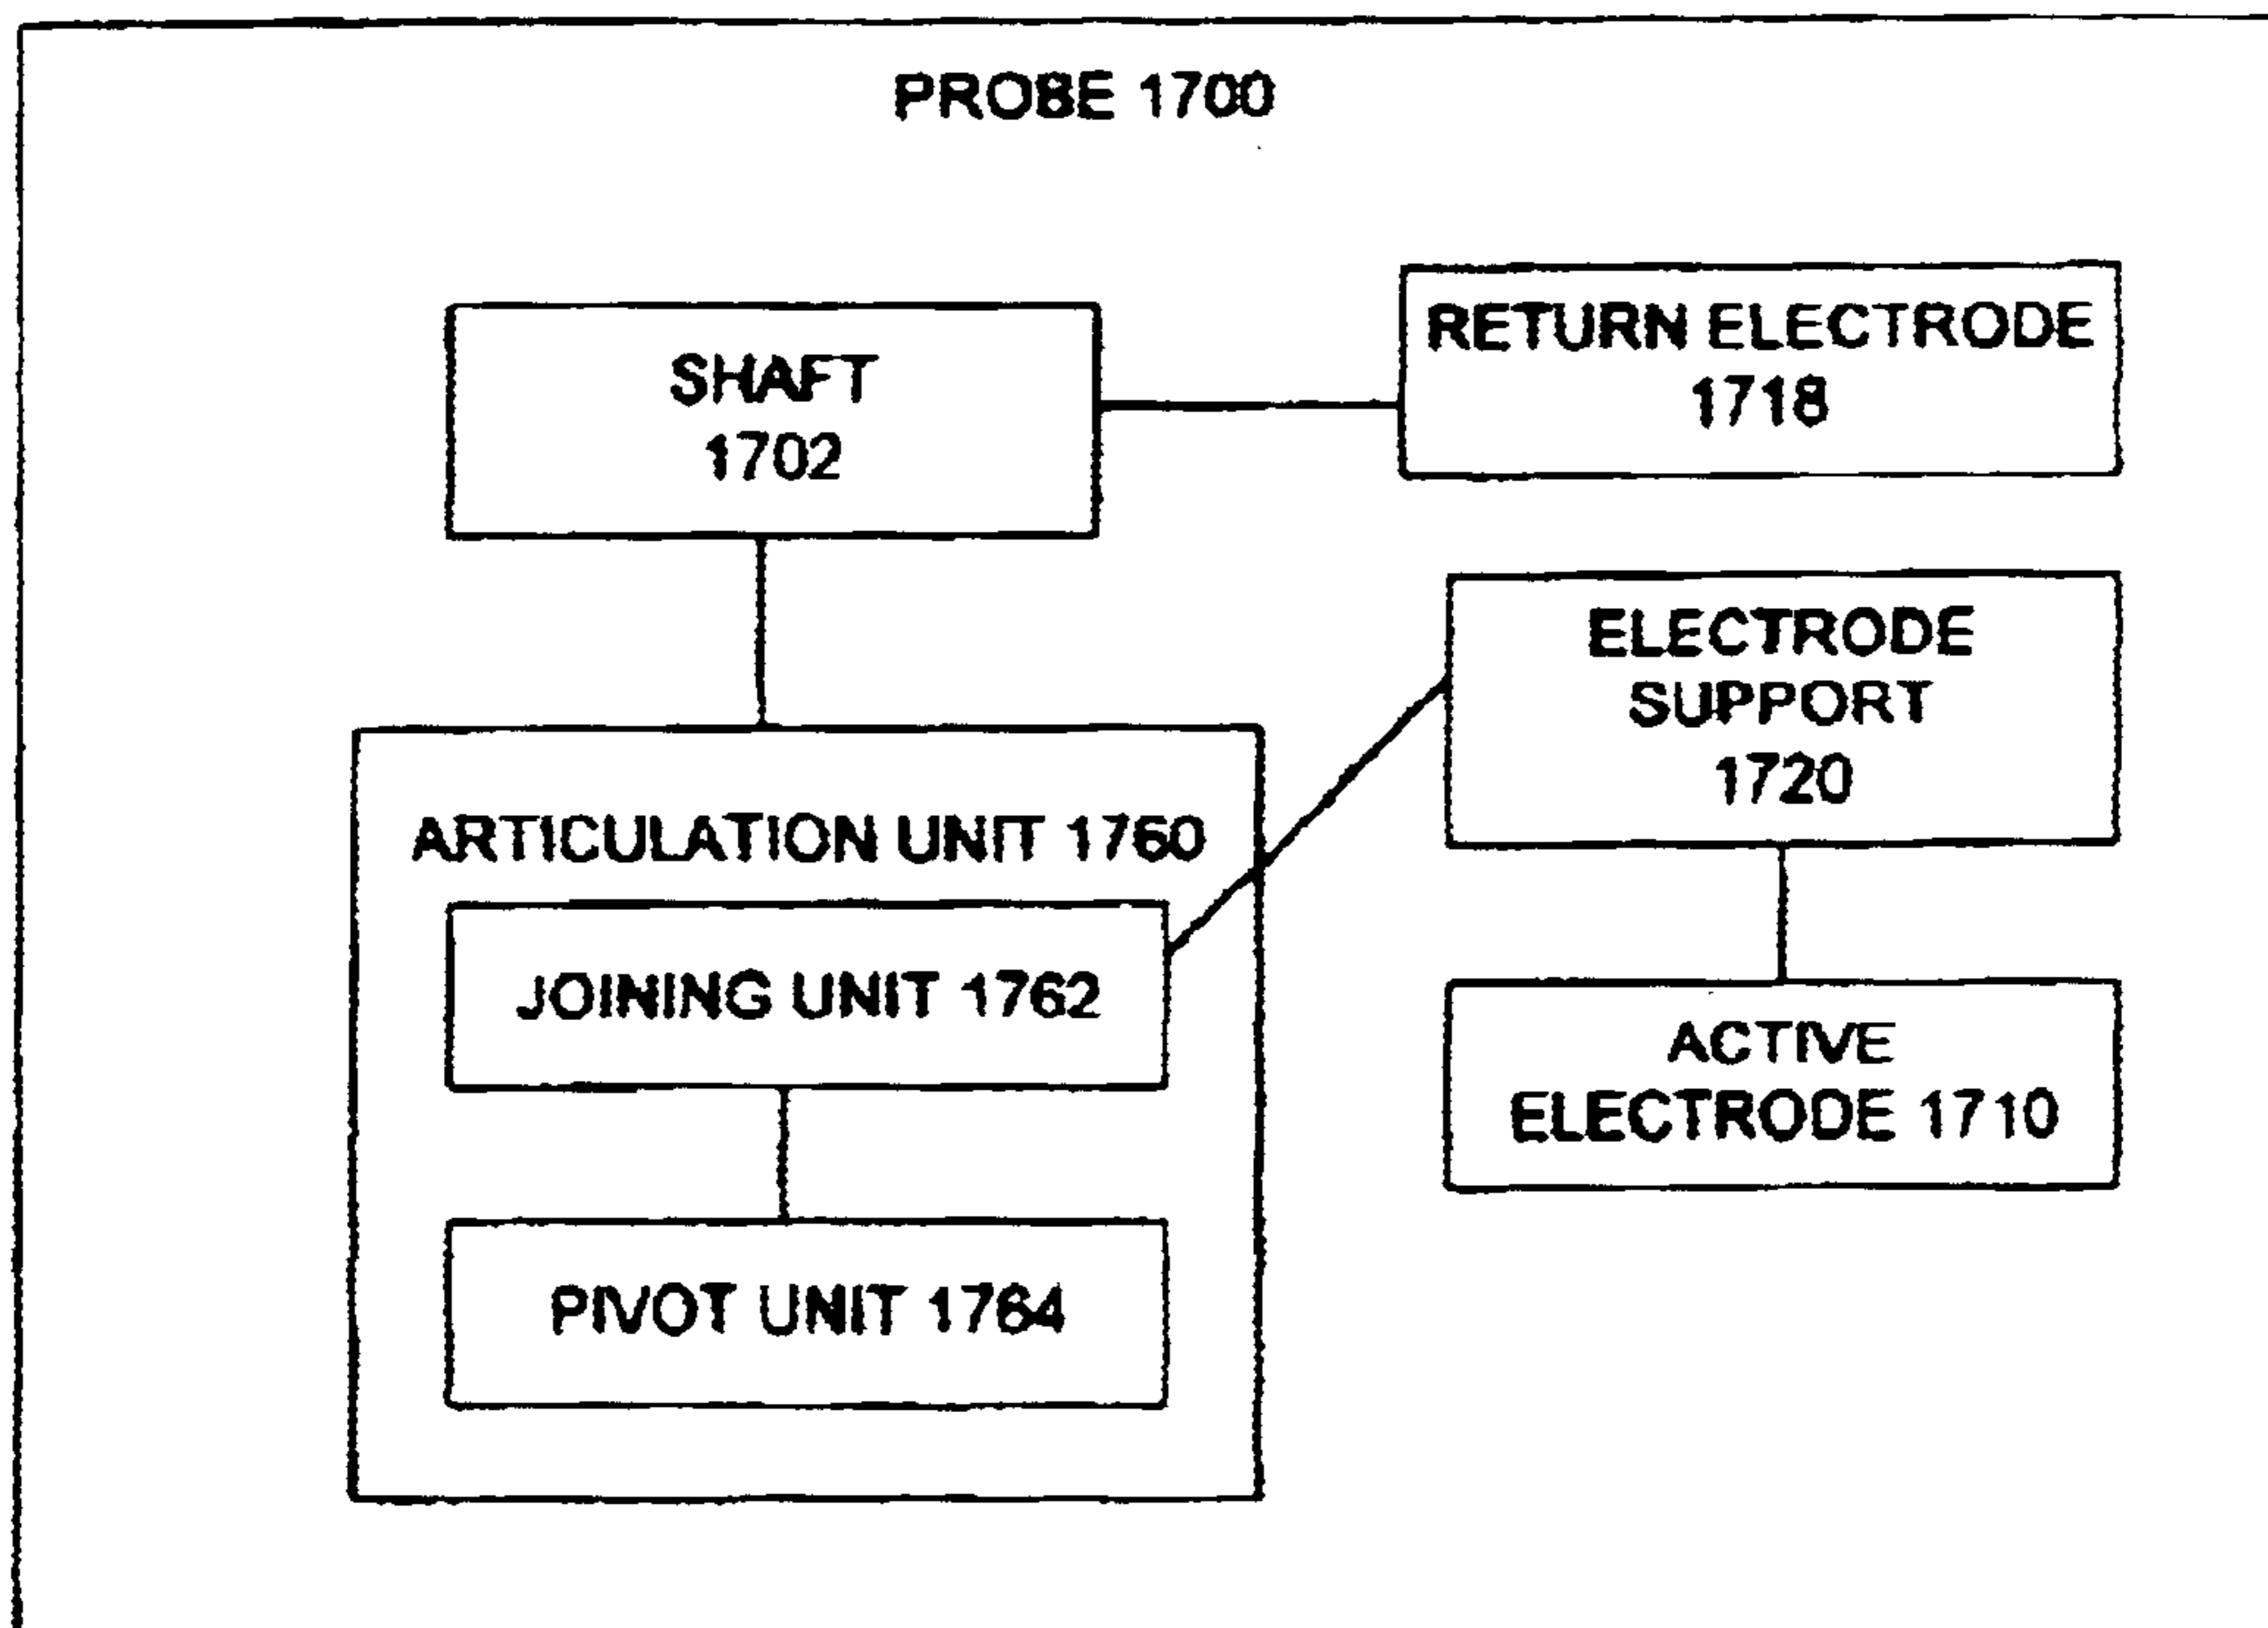 PROBE 1700
SHAFT
1702
RETURN ELECTRODE
1718
ELECTRODE
SUPPORT
1720
ARTICULATION UNIT 1760
JOINING UNIT 1762
ACTIVE
ELECTRODE 1710
PIVOT UNIT 1764